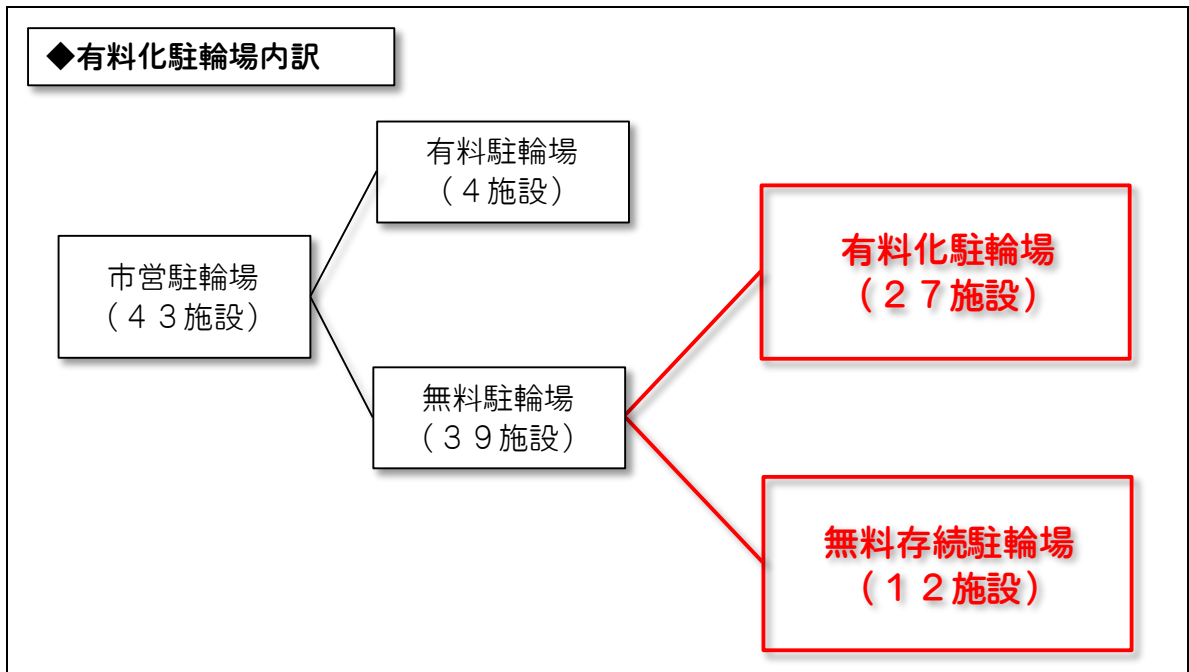 ◆有料化駐輪場内訳
有料駐輪場
（４施設）
市営駐輪場
（４３施設）
無料駐輪場
（３９施設）
有料化駐輪場
（２７施設）
無料存続駐輪場
（１２施設）